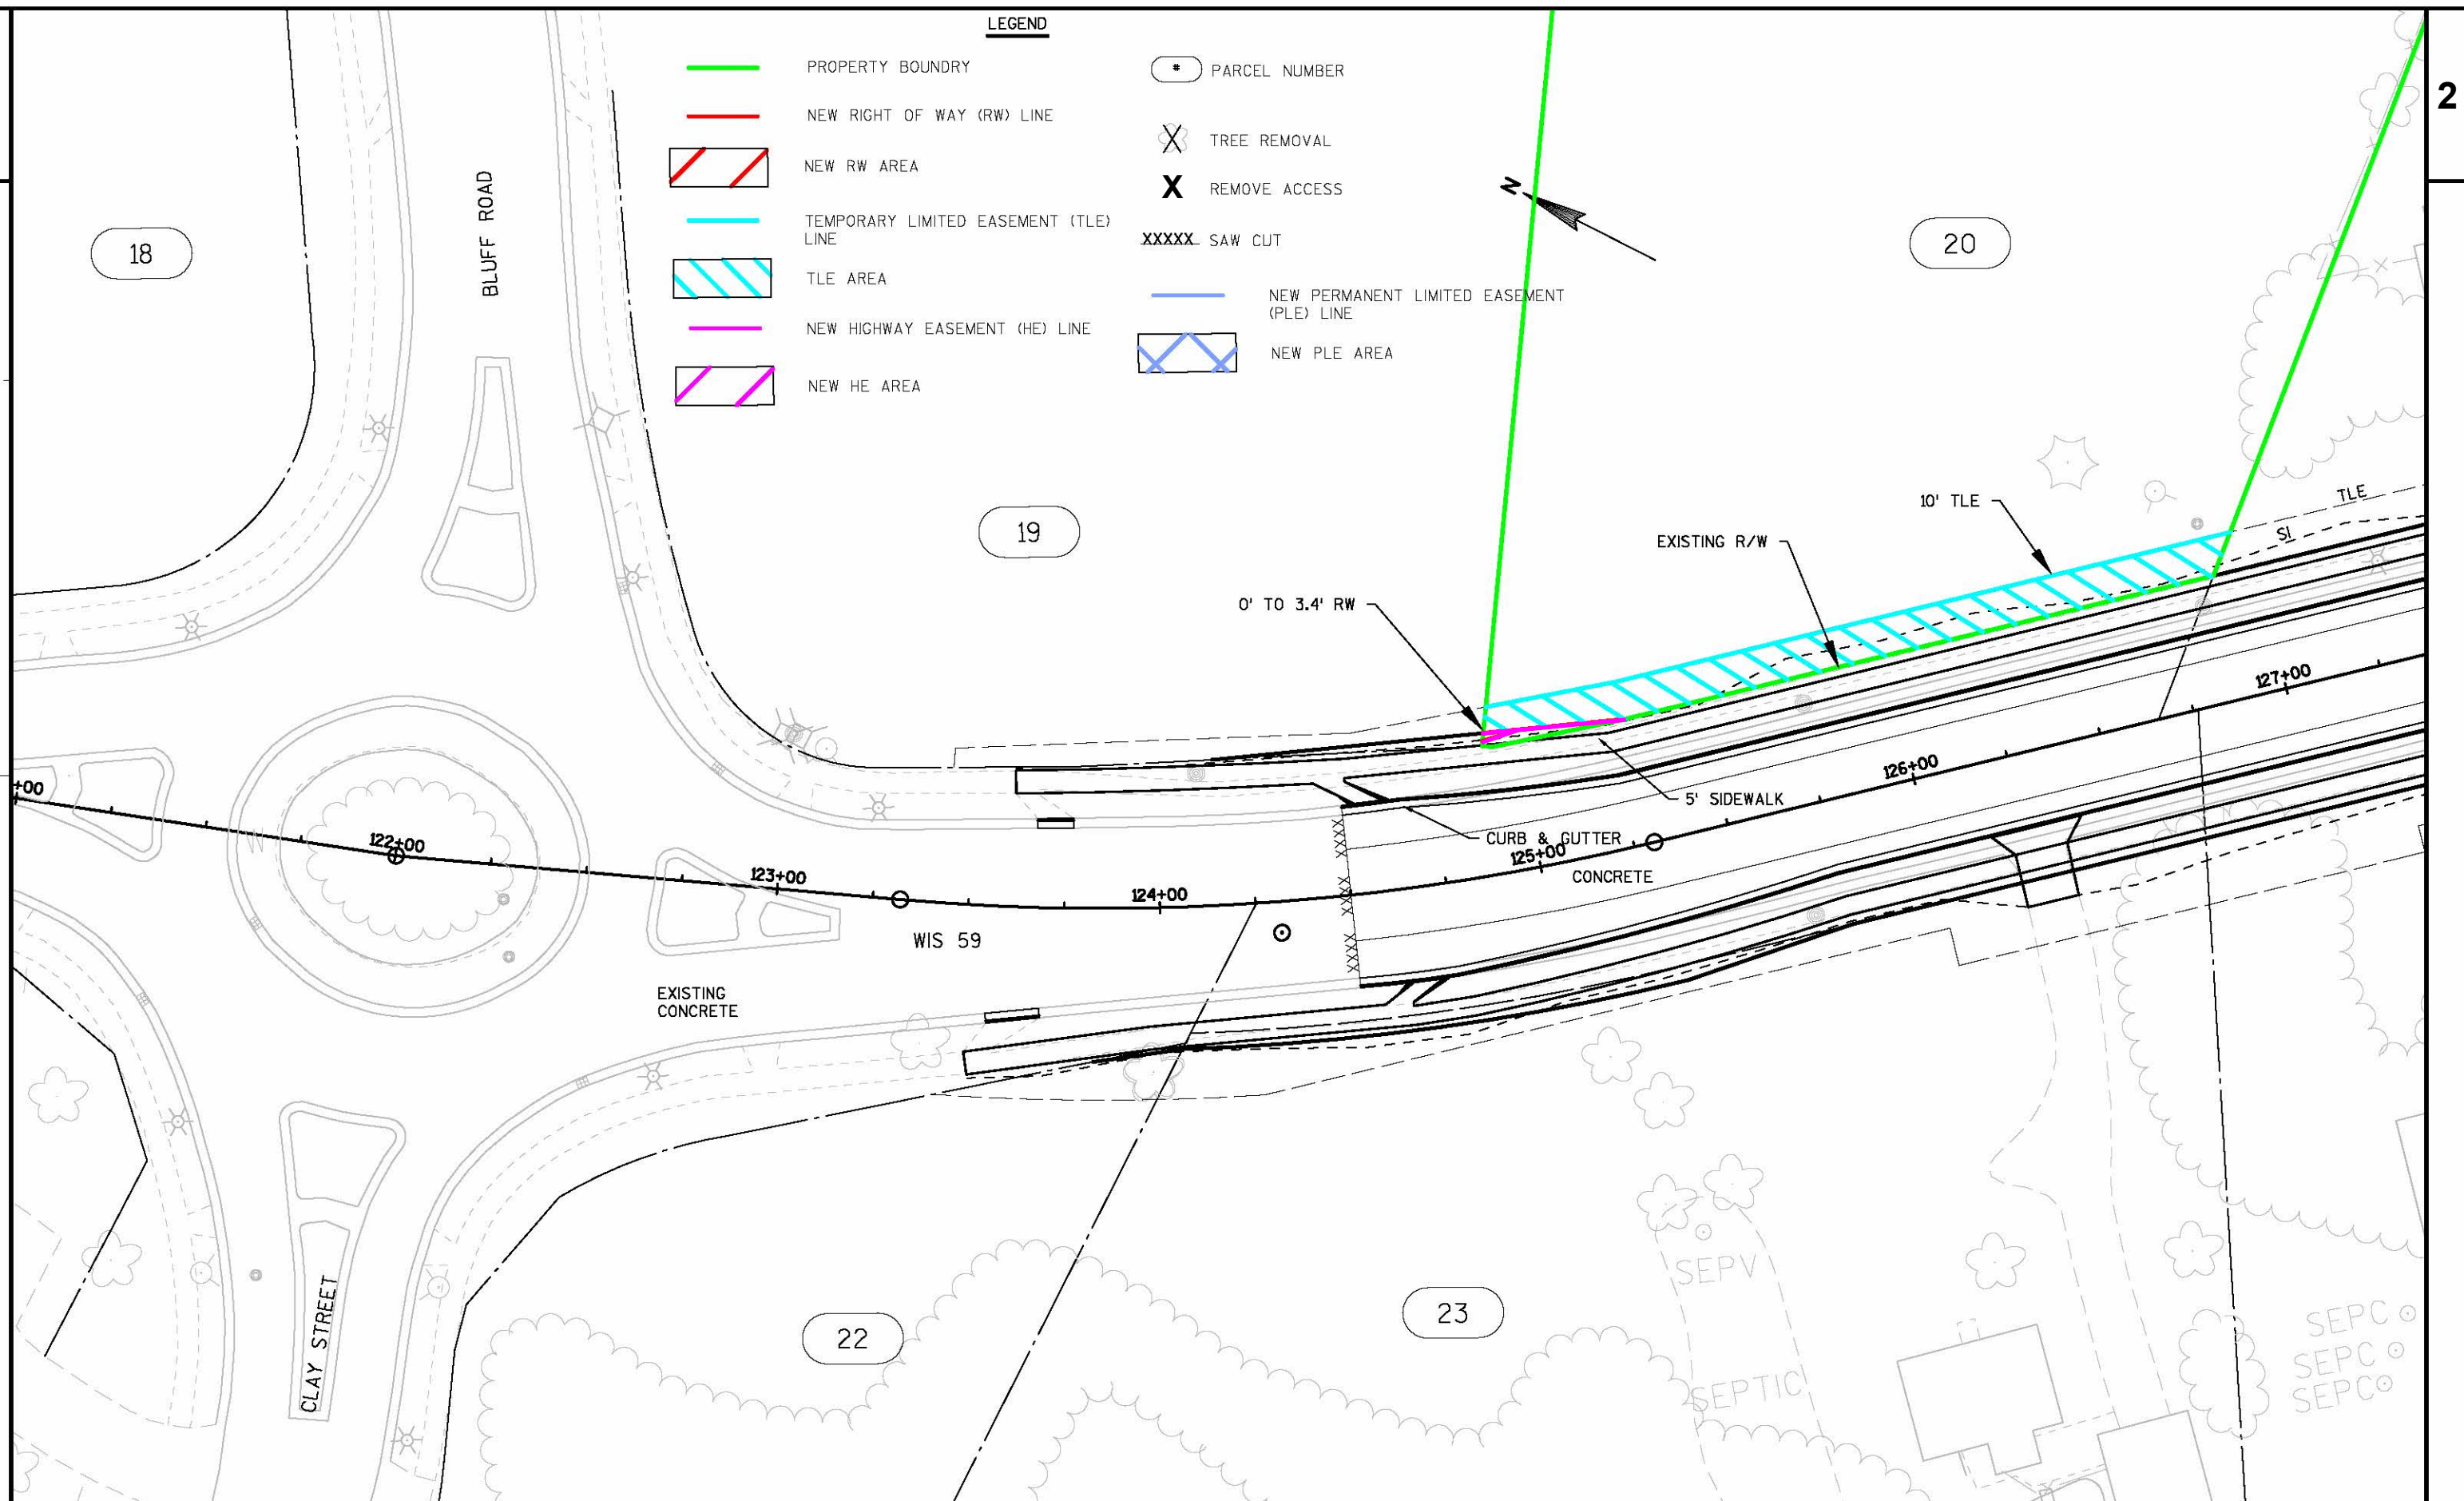 LEGEND
PROPERTY BOUNDRY
NEW RIGHT OF WAY (RW) LINE
NEW RW AREA
TEMPORARY LIMITED EASEMENT (TLE)
LINE
TLE AREA
NEW HIGHWAY EASEMENT (HE) LINE
NEW HE AREA
# PARCEL NUMBER
TREE REMOVAL
X REMOVE ACCESS
XXXXX SAW CUT
NEW PERMANENT LIMITED EASEMENT
(PLE) LINE
NEW PLE AREA
2
N
BLUFF ROAD
18
20
19
10' TLE
TLE
SI
EXISTING R/W
0' TO 3.4' RW
5' SIDEWALK
CURB & GUTTER
CONCRETE
+00
122+00
123+00
124+00
125+00
126+00
127+00
WIS 59
EXISTING
CONCRETE
XXXX
XXXX
XXXX
CLAY STREET
22
23
SEPV
SEPTIC
SEPC
SEPC
SEPC